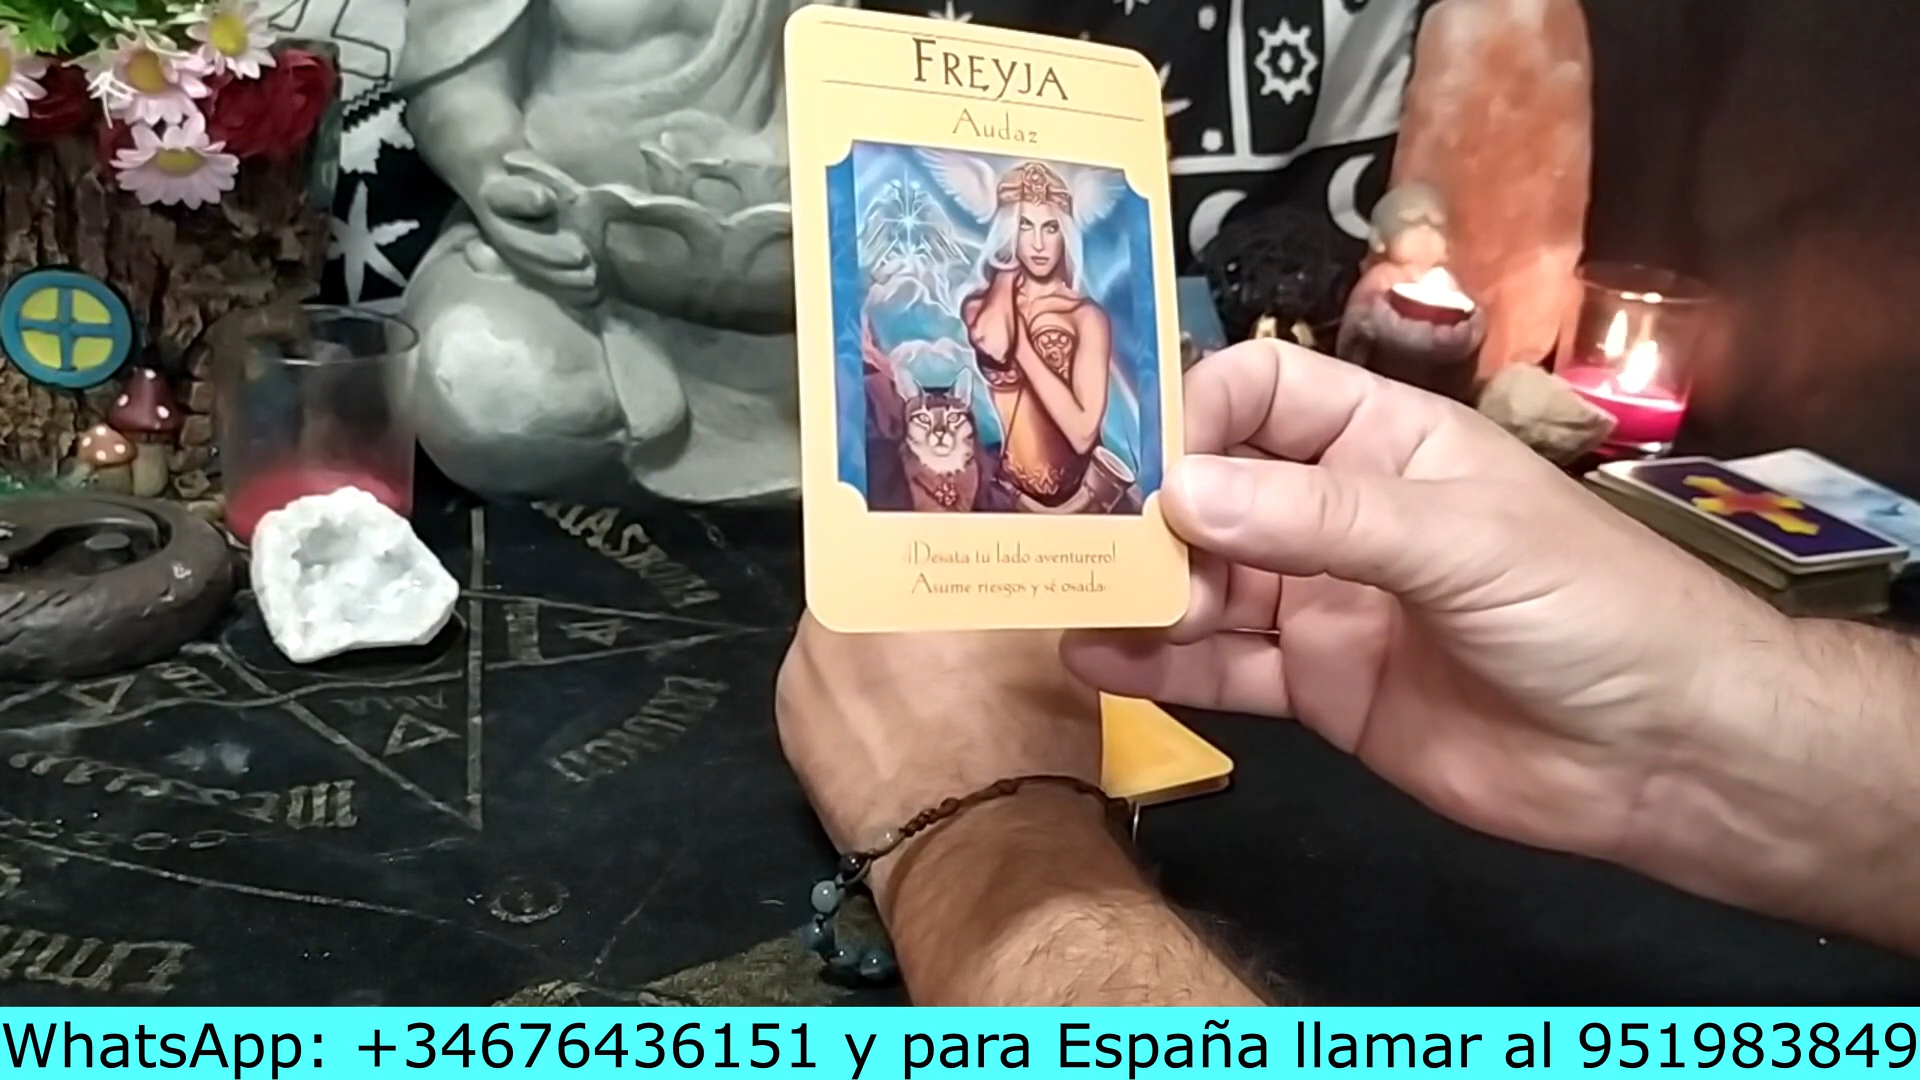 FREYJA
Audaz
¡Desata tu lado aventurero!
Asume riesgos y sé osada.
WhatsApp: +34676436151 y para España llamar al 951983849